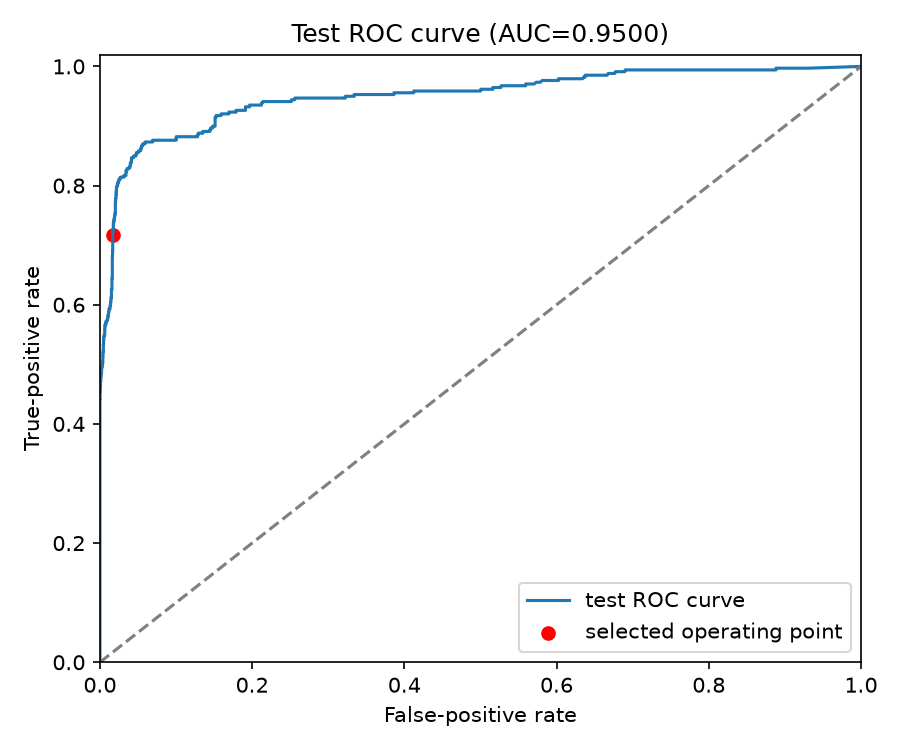 Test ROC curve (AUC=0.9500)
1.0
0.8
0.6
0.4
0.2
0.0
True-positive rate
0.0 0.2 0.4 0.6 0.8 1.0
False-positive rate
test ROC curve
selected operating point